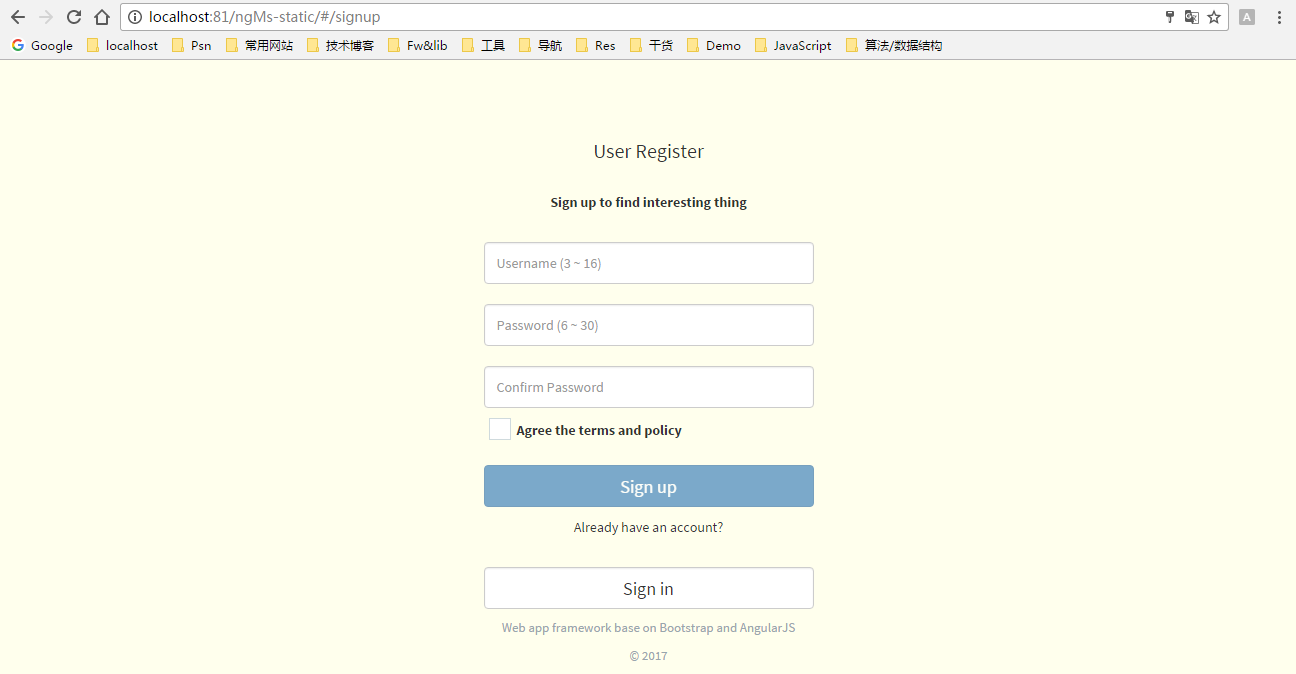 localhost:81/ngMs-static/#/signup
A
Google localhost Psn 常用网站 技术博客 Fw&lib 工具 导航 Res 干货 Demo JavaScript 算法/数据结构
User Register
Sign up to find interesting thing
Username (3 ~ 16)
Password (6 ~ 30)
Confirm Password
Agree the terms and policy
Sign up
Already have an account?
Sign in
Web app framework base on Bootstrap and AngularJS
© 2017